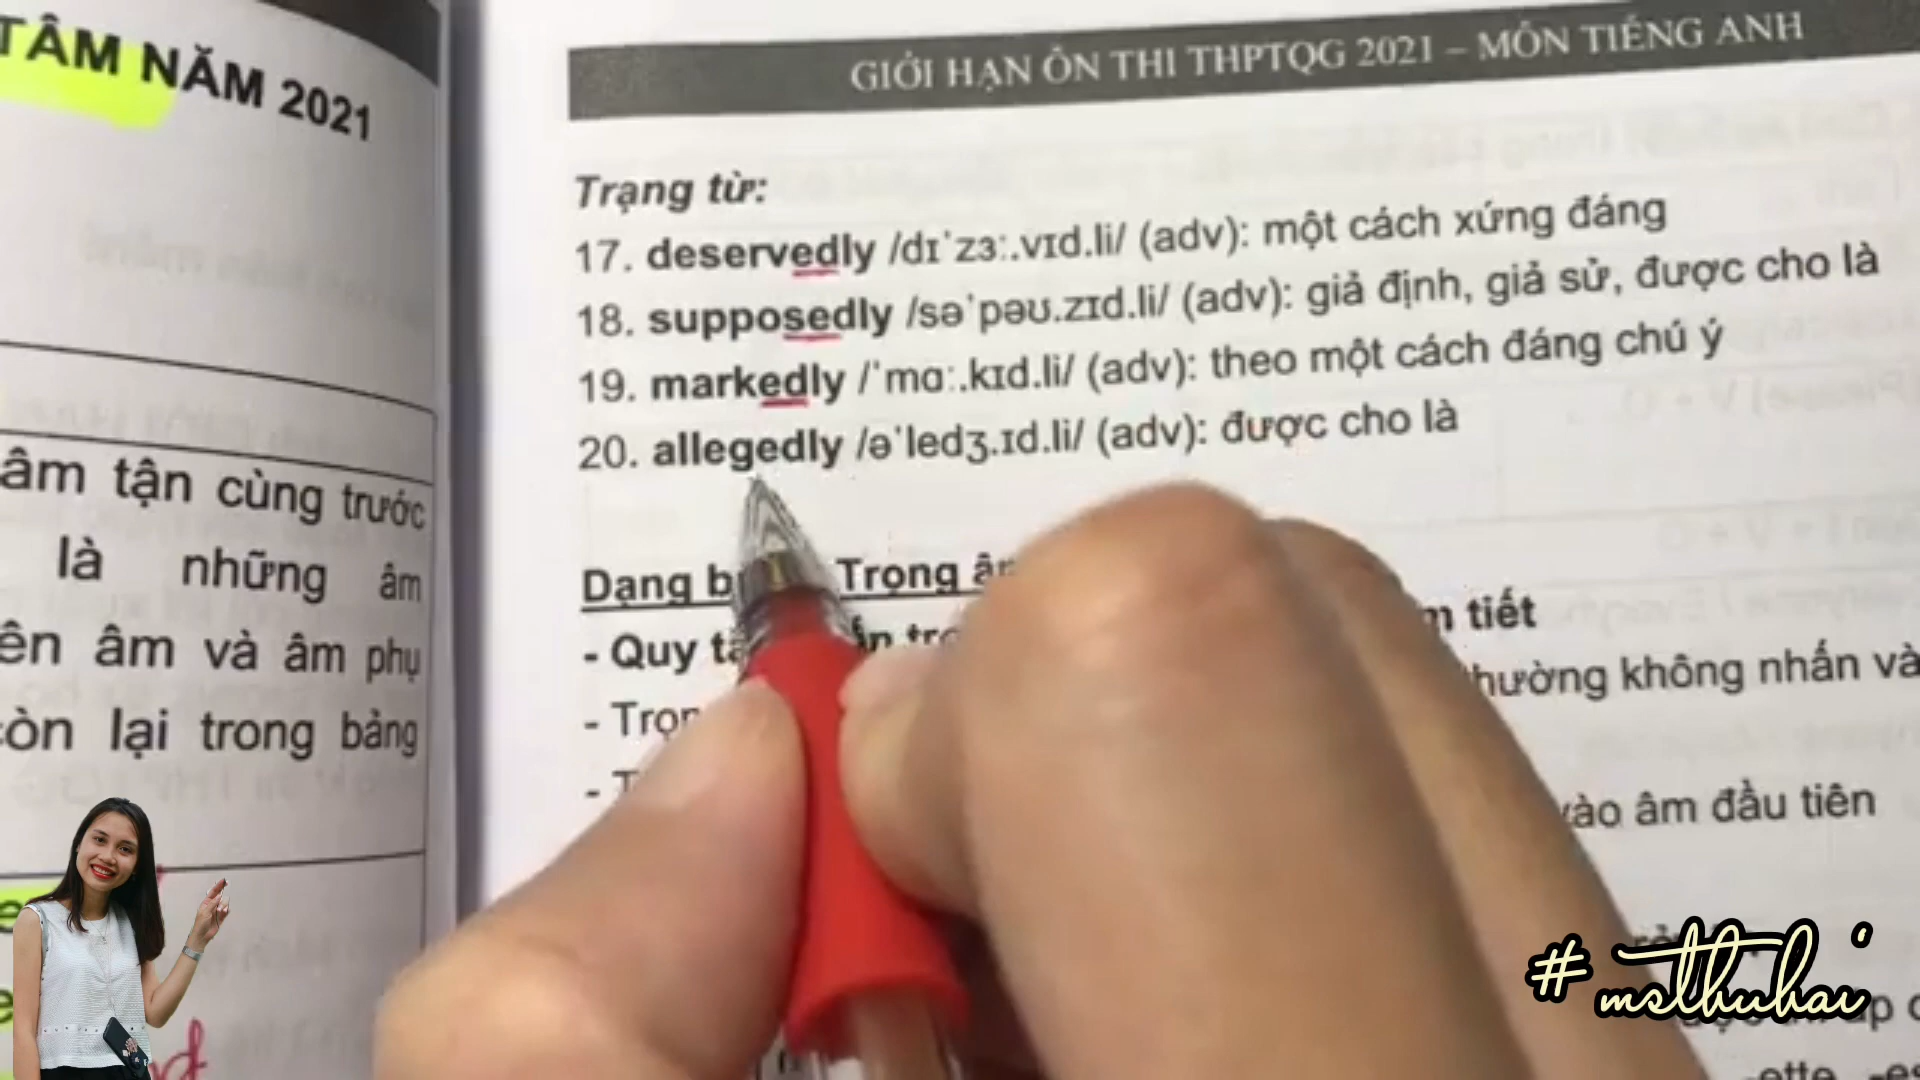 TÂM NĂM 2021
âm tận cùng trước
là những âm
ên âm và âm phụ
còn lại trong bảng
GIỚI HẠN ÔN THI THPTQG 2021 – MÔN TIẾNG ANH
Trạng từ:
17. deservedly /dɪˈzɜː.vɪd.li/ (adv): một cách xứng đáng
18. supposedly /səˈpəʊ.zɪd.li/ (adv): giả định, giả sử, được cho là
19. markedly /ˈmɑː.kɪd.li/ (adv): theo một cách đáng chú ý
20. allegedly /əˈledʒ.ɪd.li/ (adv): được cho là
Dạng Trọng
- Quy tiết
- thường không nhấn và
- vào âm đầu tiên
-ette
#msthuhai